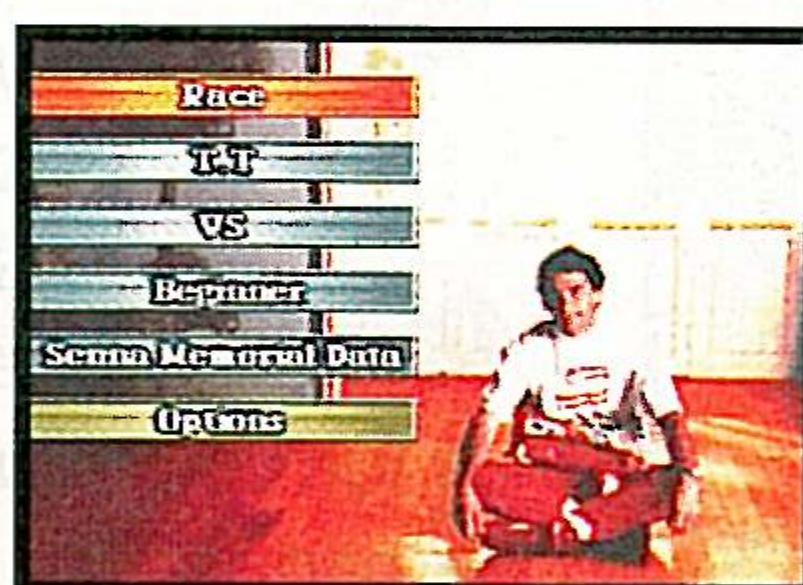 Race
T.T
VS
Beginner
Senna Memorial Data
Options